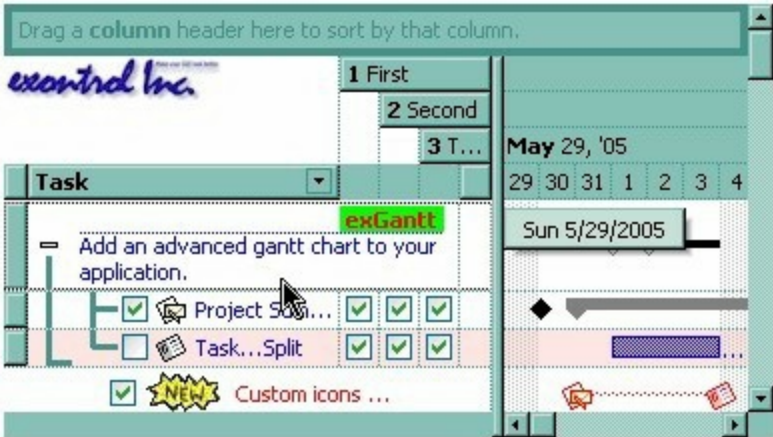 Drag a column header here to sort by that column.
exontrol Inc.
1 First
2 Second
3 T...
May 29, '05
Task
29 30 31 1 2 3 4
exGantt
Sun 5/29/2005
Add an advanced gantt chart to your
application.
Project Sum...
Task...Split
...
NEW Custom icons ...